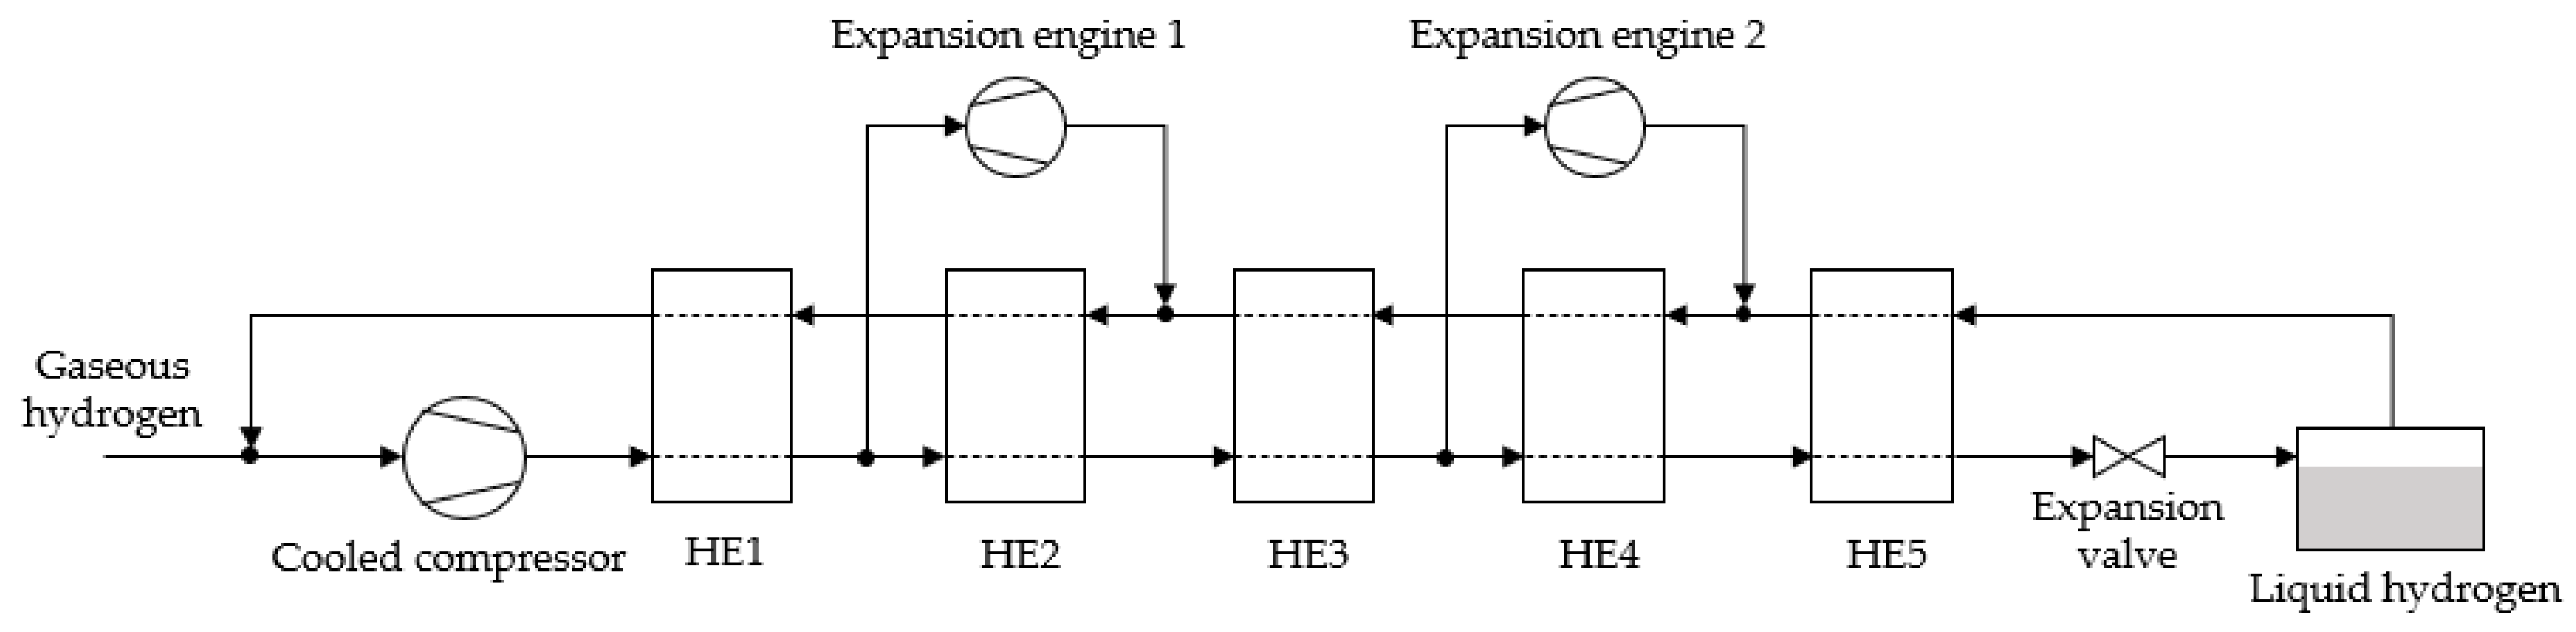 Expansion engine 1
Expansion engine 2
Gaseous
hydrogen
Cooled compressor
HE1
HE2
HE3
HE4
HE5
Expansion
valve
Liquid hydrogen